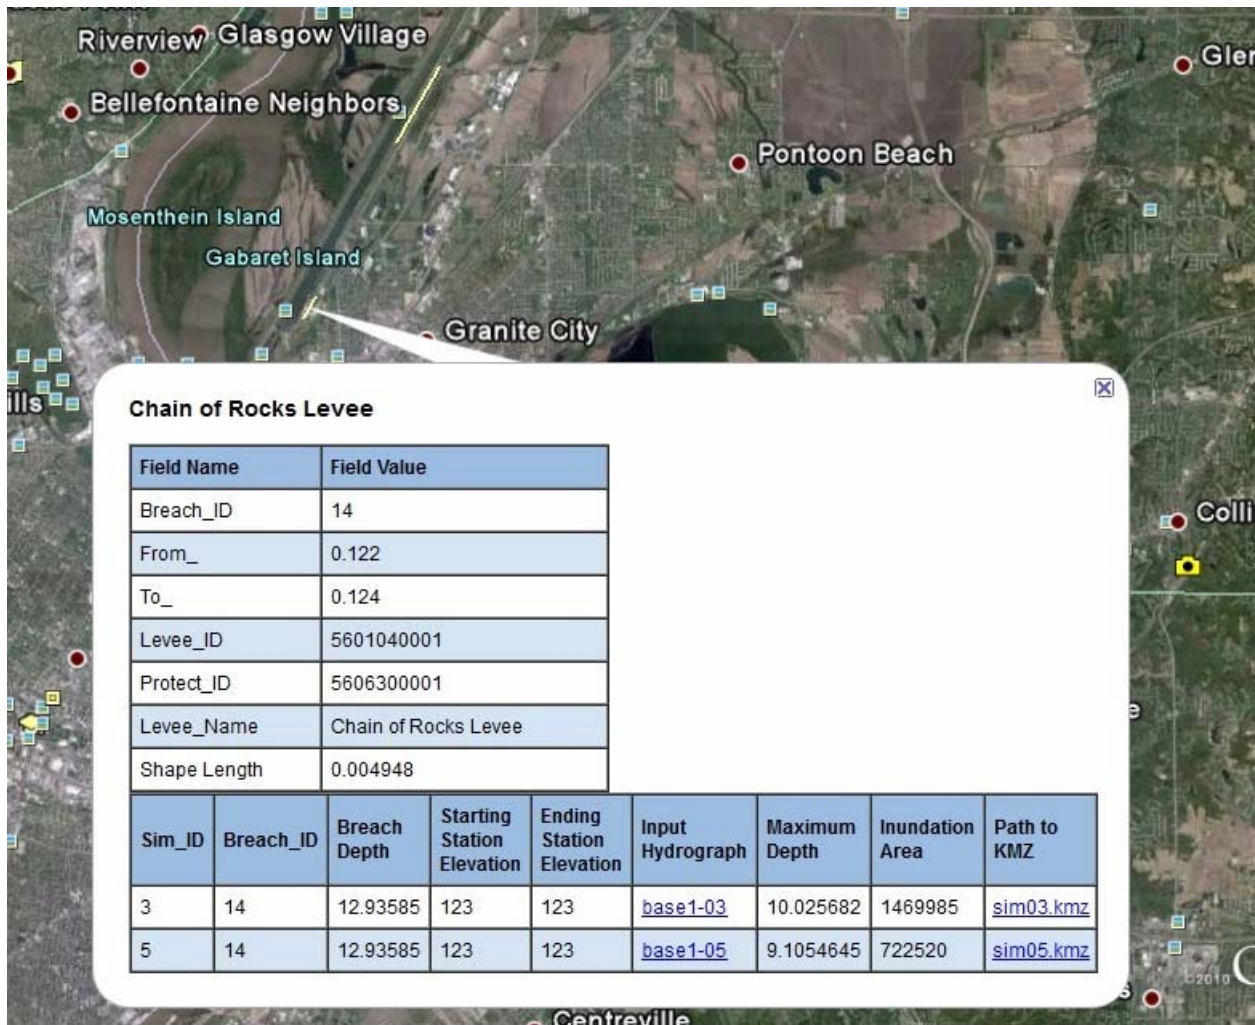 Riverview
Glasgow Village
Glen
Bellefontaine Neighbors
Pontoon Beach
Mosenthein Island
Gabaret Island
Granite City
ills
Chain of Rocks Levee
Field Name Field Value
Breach_ID 14
From_ 0.122
To_ 0.124
Levee_ID 5601040001
Protect_ID 5606300001
Levee_Name Chain of Rocks Levee
Shape Length 0.004948
Sim_ID Breach_ID Breach Depth Starting Station Elevation Ending Station Elevation Input Hydrograph Maximum Depth Inundation Area Path to KMZ
3 14 12.93585 123 123 base1-03 10.025682 1469985 sim03.kmz
5 14 12.93585 123 123 base1-05 9.1054645 722520 sim05.kmz
Colli
©2010
Centreville